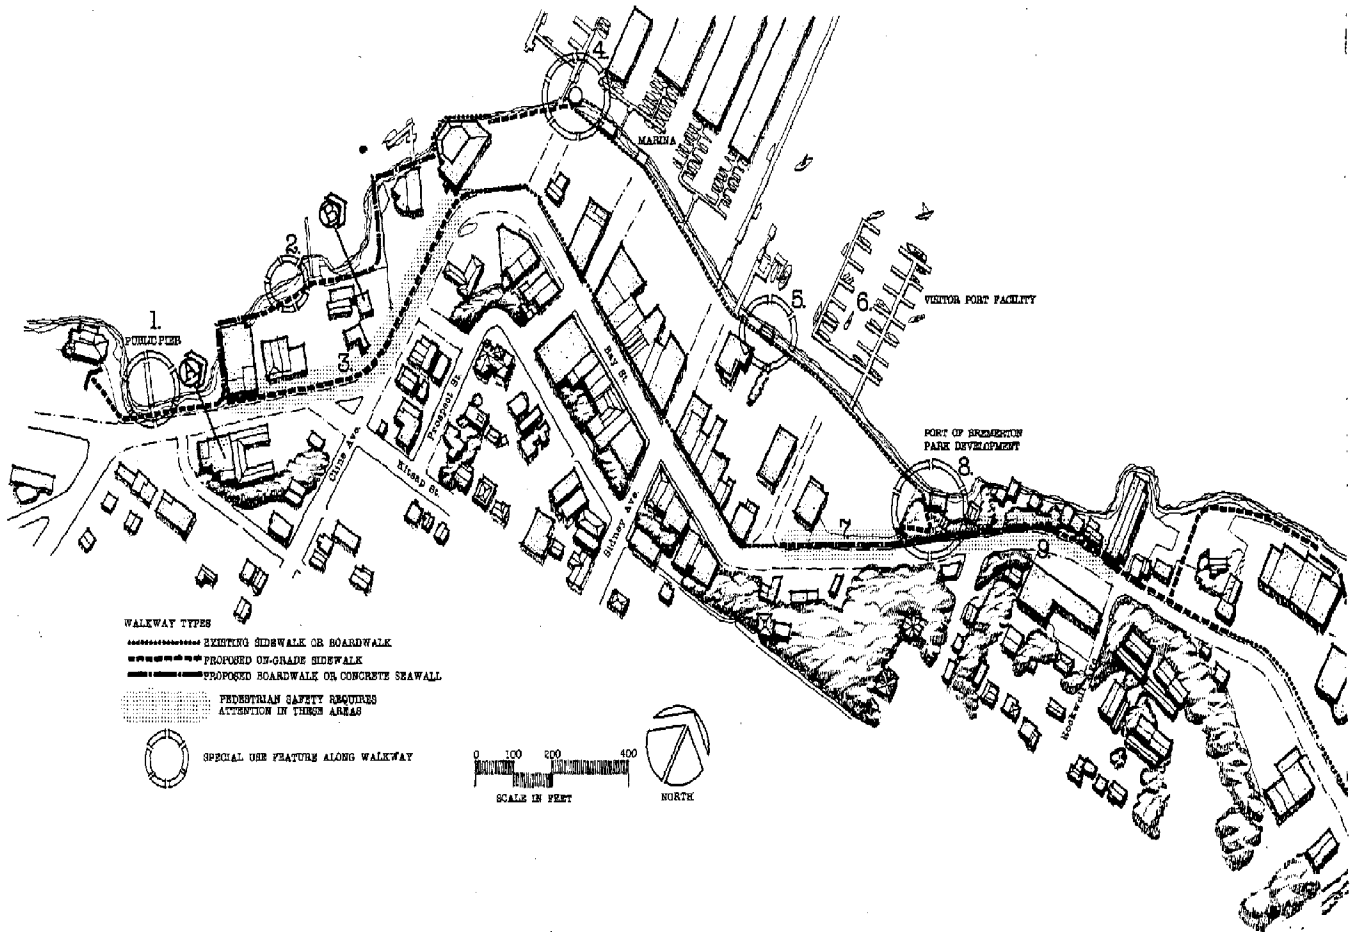 4.
MARINA
2.
1.
PUBLIC PIER
3
5.
6.
VISITOR PORT FACILITY
Bay St.
Prospect St.
Cline Ave.
Kitsap St.
Sidney Ave.
PORT OF BREMERTON
PARK DEVELOPMENT
8.
7
9
WALKWAY TYPES
EXISTING SIDEWALK OR BOARDWALK
PROPOSED ON-GRADE SIDEWALK
PROPOSED BOARDWALK OR CONCRETE SEAWALL
PEDESTRIAN SAFETY REQUIRES
ATTENTION IN THESE AREAS
SPECIAL USE FEATURE ALONG WALKWAY
0 100 200 400
SCALE IN FEET
NORTH